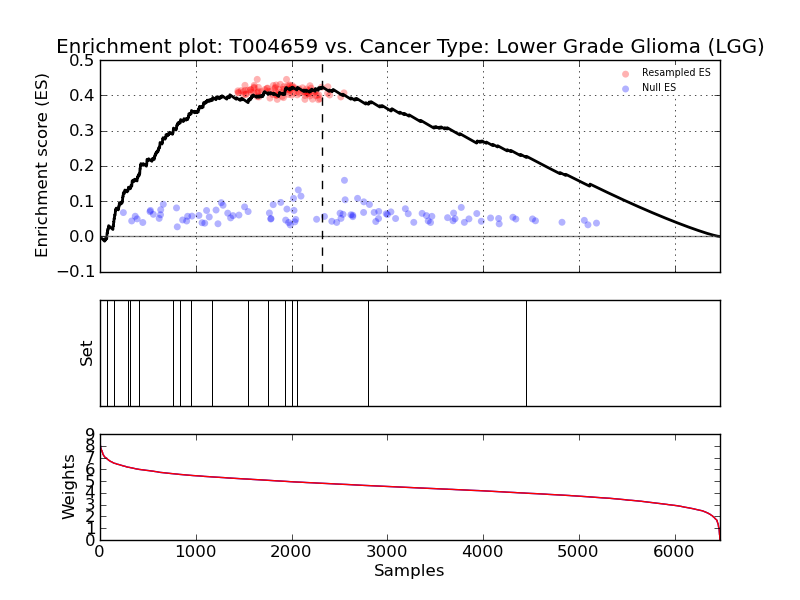 Enrichment plot: T004659 vs. Cancer Type: Lower Grade Glioma (LGG)
Enrichment score (ES)
0.5
0.4
0.3
0.2
0.1
0.0
−0.1
Resampled ES
Null ES
Set
Weights
9
8
7
6
5
4
3
2
1
0
0 1000 2000 3000 4000 5000 6000
Samples